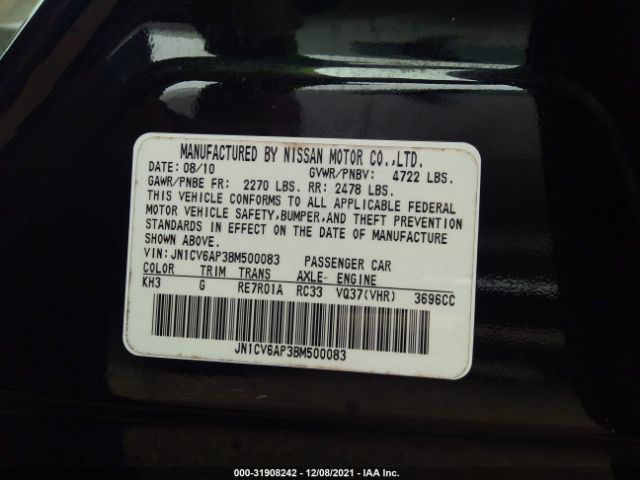 MANUFACTURED BY NISSAN MOTOR CO.,LTD.
DATE: 08/10 GVWR/PNBV: 4722 LBS.
GAWR/PNBE FR: 2270 LBS. RR: 2478 LBS.
THIS VEHICLE CONFORMS TO ALL APPLICABLE FEDERAL
MOTOR VEHICLE SAFETY,BUMPER,AND THEFT PREVENTION
STANDARDS IN EFFECT ON THE DATE OF MANUFACTURE
SHOWN ABOVE.
VIN: JN1CV6AP3BM500083 PASSENGER CAR
COLOR TRIM TRANS AXLE- ENGINE
KH3 G RE7R01A RC33 VQ37(VHR) 3696CC
JN1CV6AP3BM500083
000-31908242 - 12/08/2021 - IAA Inc.